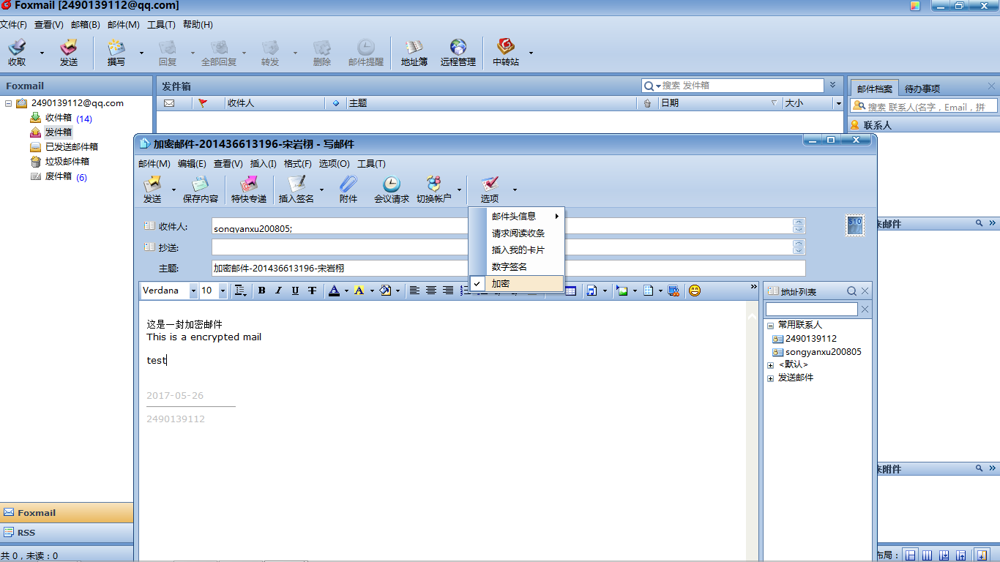 Foxmail [2490139112@qq.com]
文件(F) 查看(V) 邮箱(B) 邮件(M) 工具(T) 帮助(H)
收取 发送 撰写 回复 全部回复 转发 删除 邮件提醒 地址簿 远程管理 中转站
Foxmail
2490139112@qq.com
收件箱 (14)
发件箱
已发送邮件箱
垃圾邮件箱
废件箱 (6)
发件箱
搜索 发件箱
收件人 主题 日期 大小
邮件档案 待办事项
搜索 联系人(名字，Email，拼
联系人
来邮件
来附件
加密邮件-201436613196-宋岩栩 - 写邮件
邮件(M) 编辑(E) 查看(V) 插入(I) 格式(F) 选项(O) 工具(T)
发送 保存内容 特快专递 插入签名 附件 会议请求 切换帐户 选项
邮件头信息
请求阅读收条
插入我的卡片
数字签名
加密
收件人: songyanxu200805;
抄送:
主题: 加密邮件-201436613196-宋岩栩
Verdana 10 B I U T A A
这是一封加密邮件
This is a encrypted mail
test
2017-05-26
2490139112
地址列表
常用联系人
2490139112
songyanxu200805
<默认>
发送邮件
Foxmail
RSS
共 0，未读：0
布局：